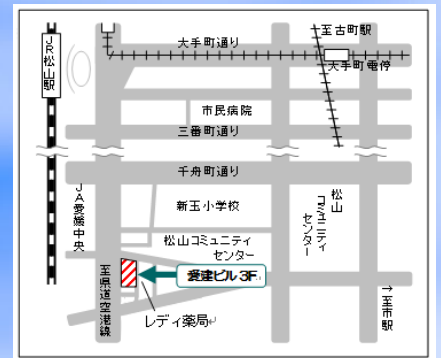 至古町駅
大手町通り
JR松山駅
大手町電停
市民病院
三番町通り
千舟町通り
JA愛媛中央
新玉小学校
松山
コミュニティ
センター
松山コミュニティ
センター
愛建ビル3F
至県道空港線
レディ薬局
→至市駅